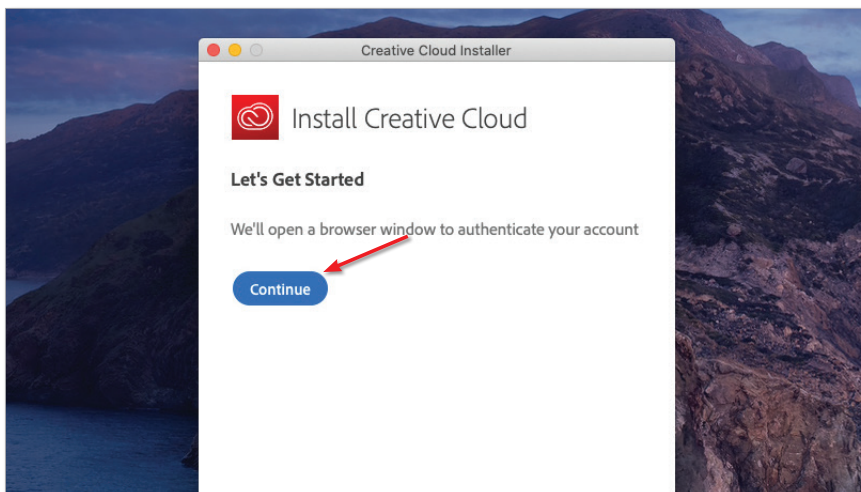 Creative Cloud Installer
Install Creative Cloud
Let's Get Started
We'll open a browser window to authenticate your account
Continue